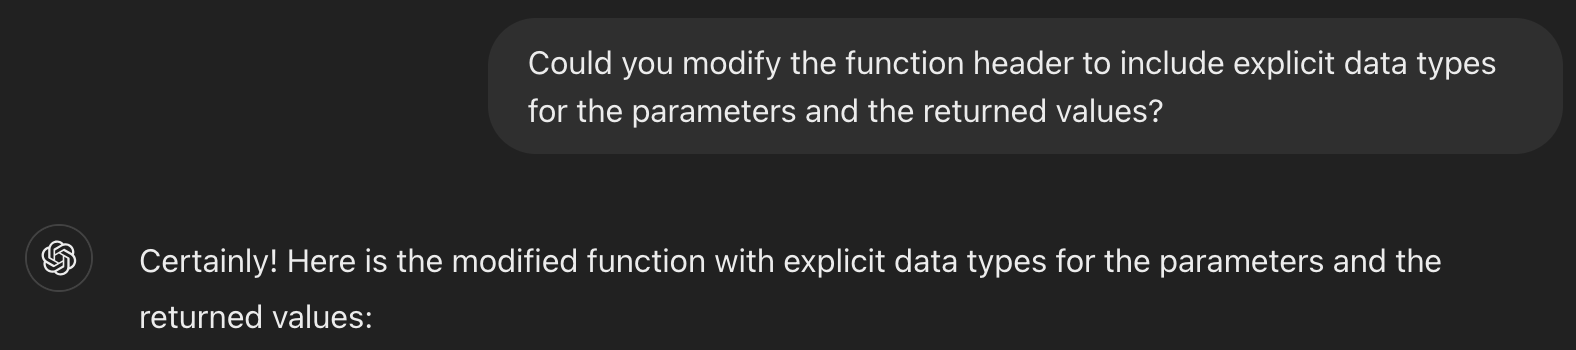 Could you modify the function header to include explicit data types
for the parameters and the returned values?
Certainly! Here is the modified function with explicit data types for the parameters and the
returned values: